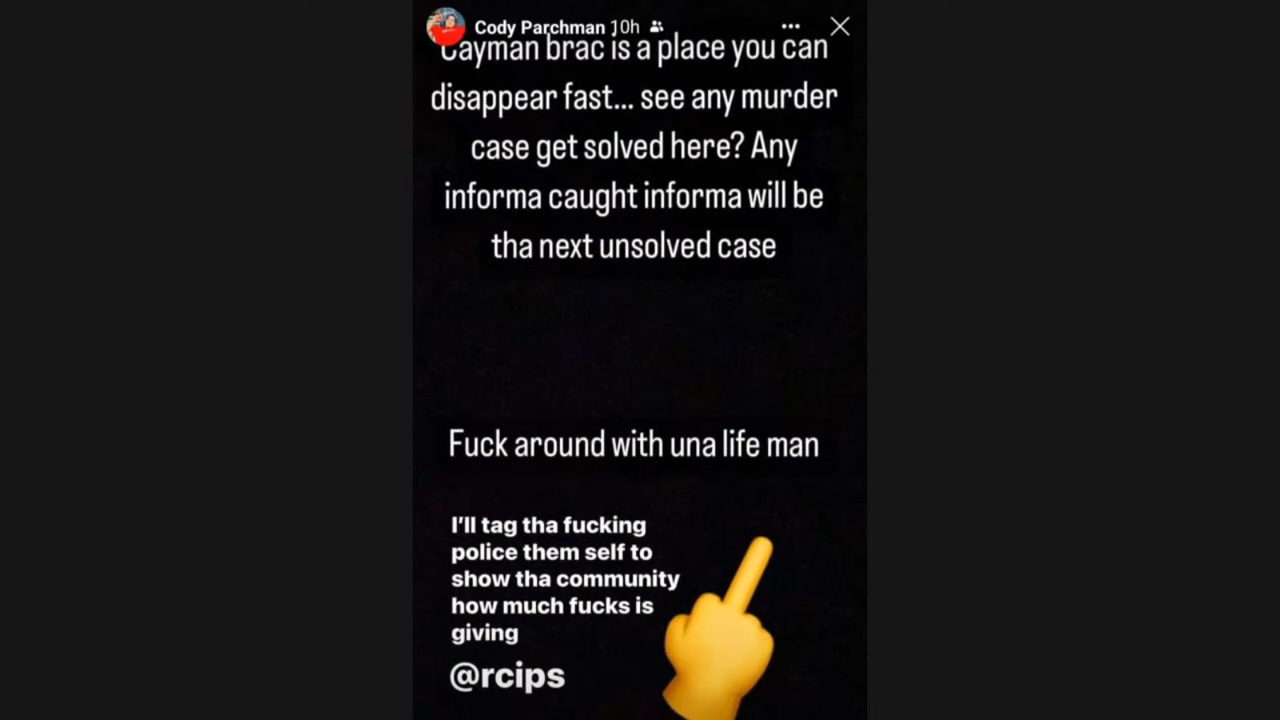 Cody Parchman 10h
Cayman brac is a place you can
disappear fast... see any murder
case get solved here? Any
informa caught informa will be
tha next unsolved case
Fuck around with una life man
I'll tag tha fucking
police them self to
show tha community
how much fucks is
giving
@rcips